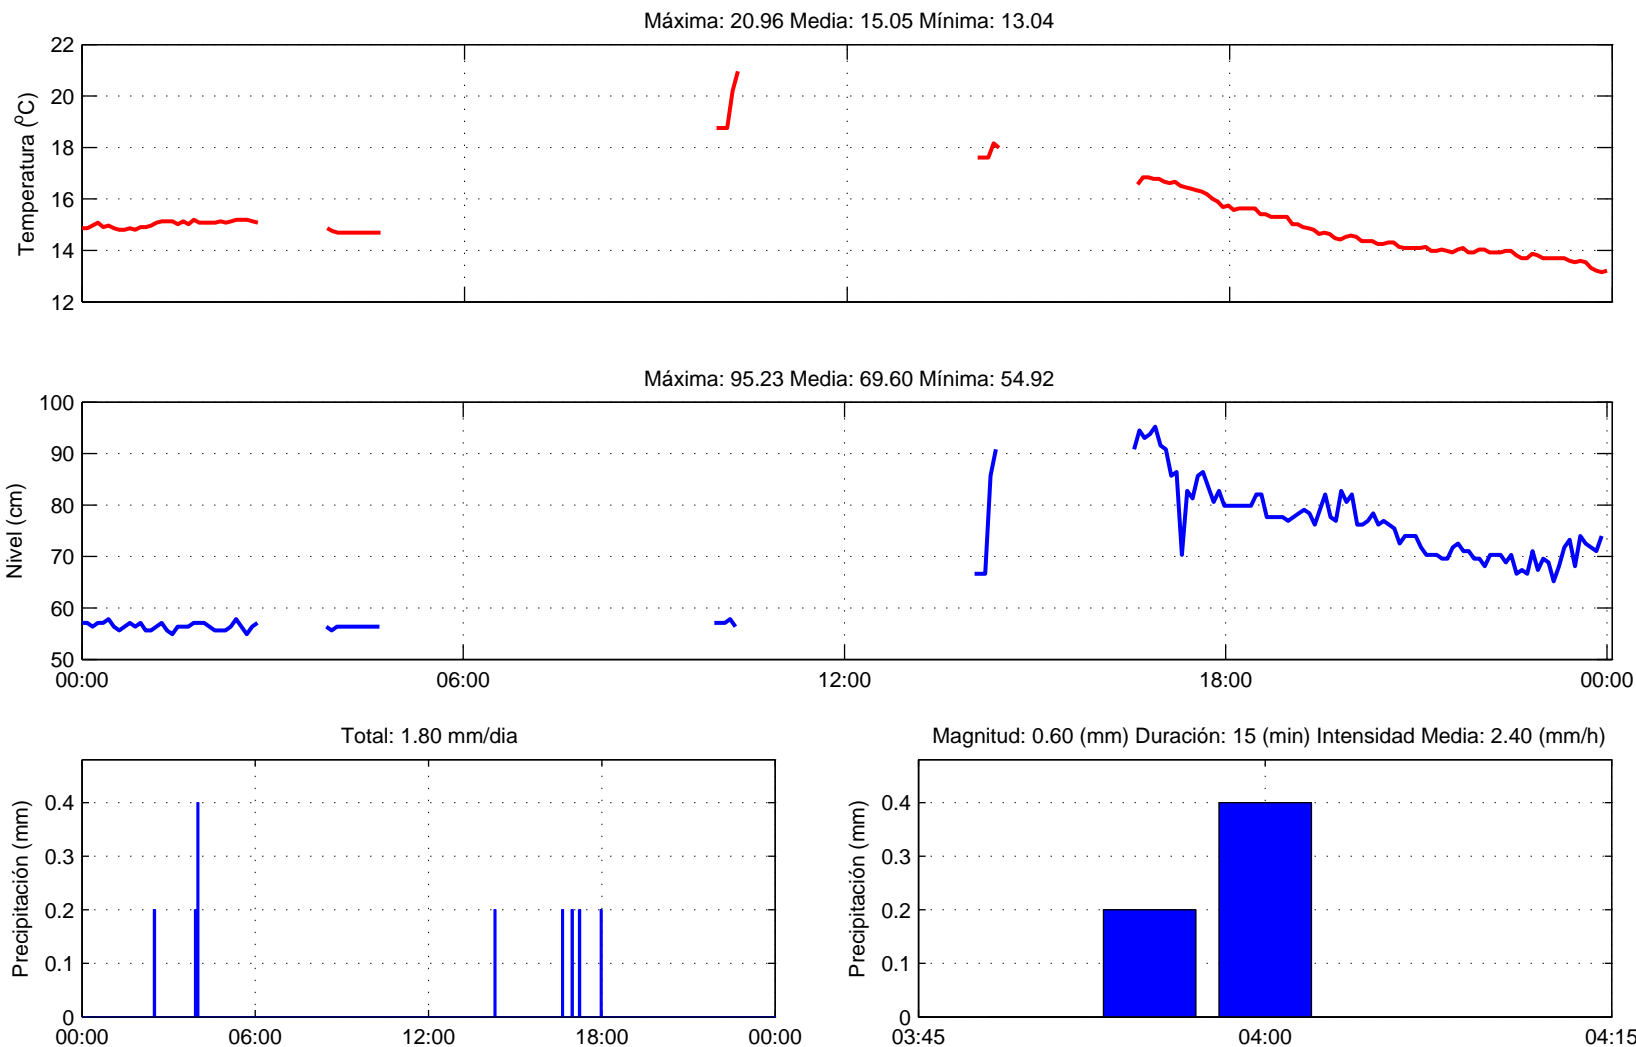 Máxima: 20.96 Media: 15.05 Mínima: 13.04
Temperatura (ºC)
22
20
18
16
14
12
Máxima: 95.23 Media: 69.60 Mínima: 54.92
Nivel (cm)
100
90
80
70
60
50
00:00 06:00 12:00 18:00 00:00
Total: 1.80 mm/dia
Precipitación (mm)
0.4
0.3
0.2
0.1
0
00:00 06:00 12:00 18:00 00:00
Magnitud: 0.60 (mm) Duración: 15 (min) Intensidad Media: 2.40 (mm/h)
Precipitación (mm)
0.4
0.3
0.2
0.1
0
03:45 04:00 04:15